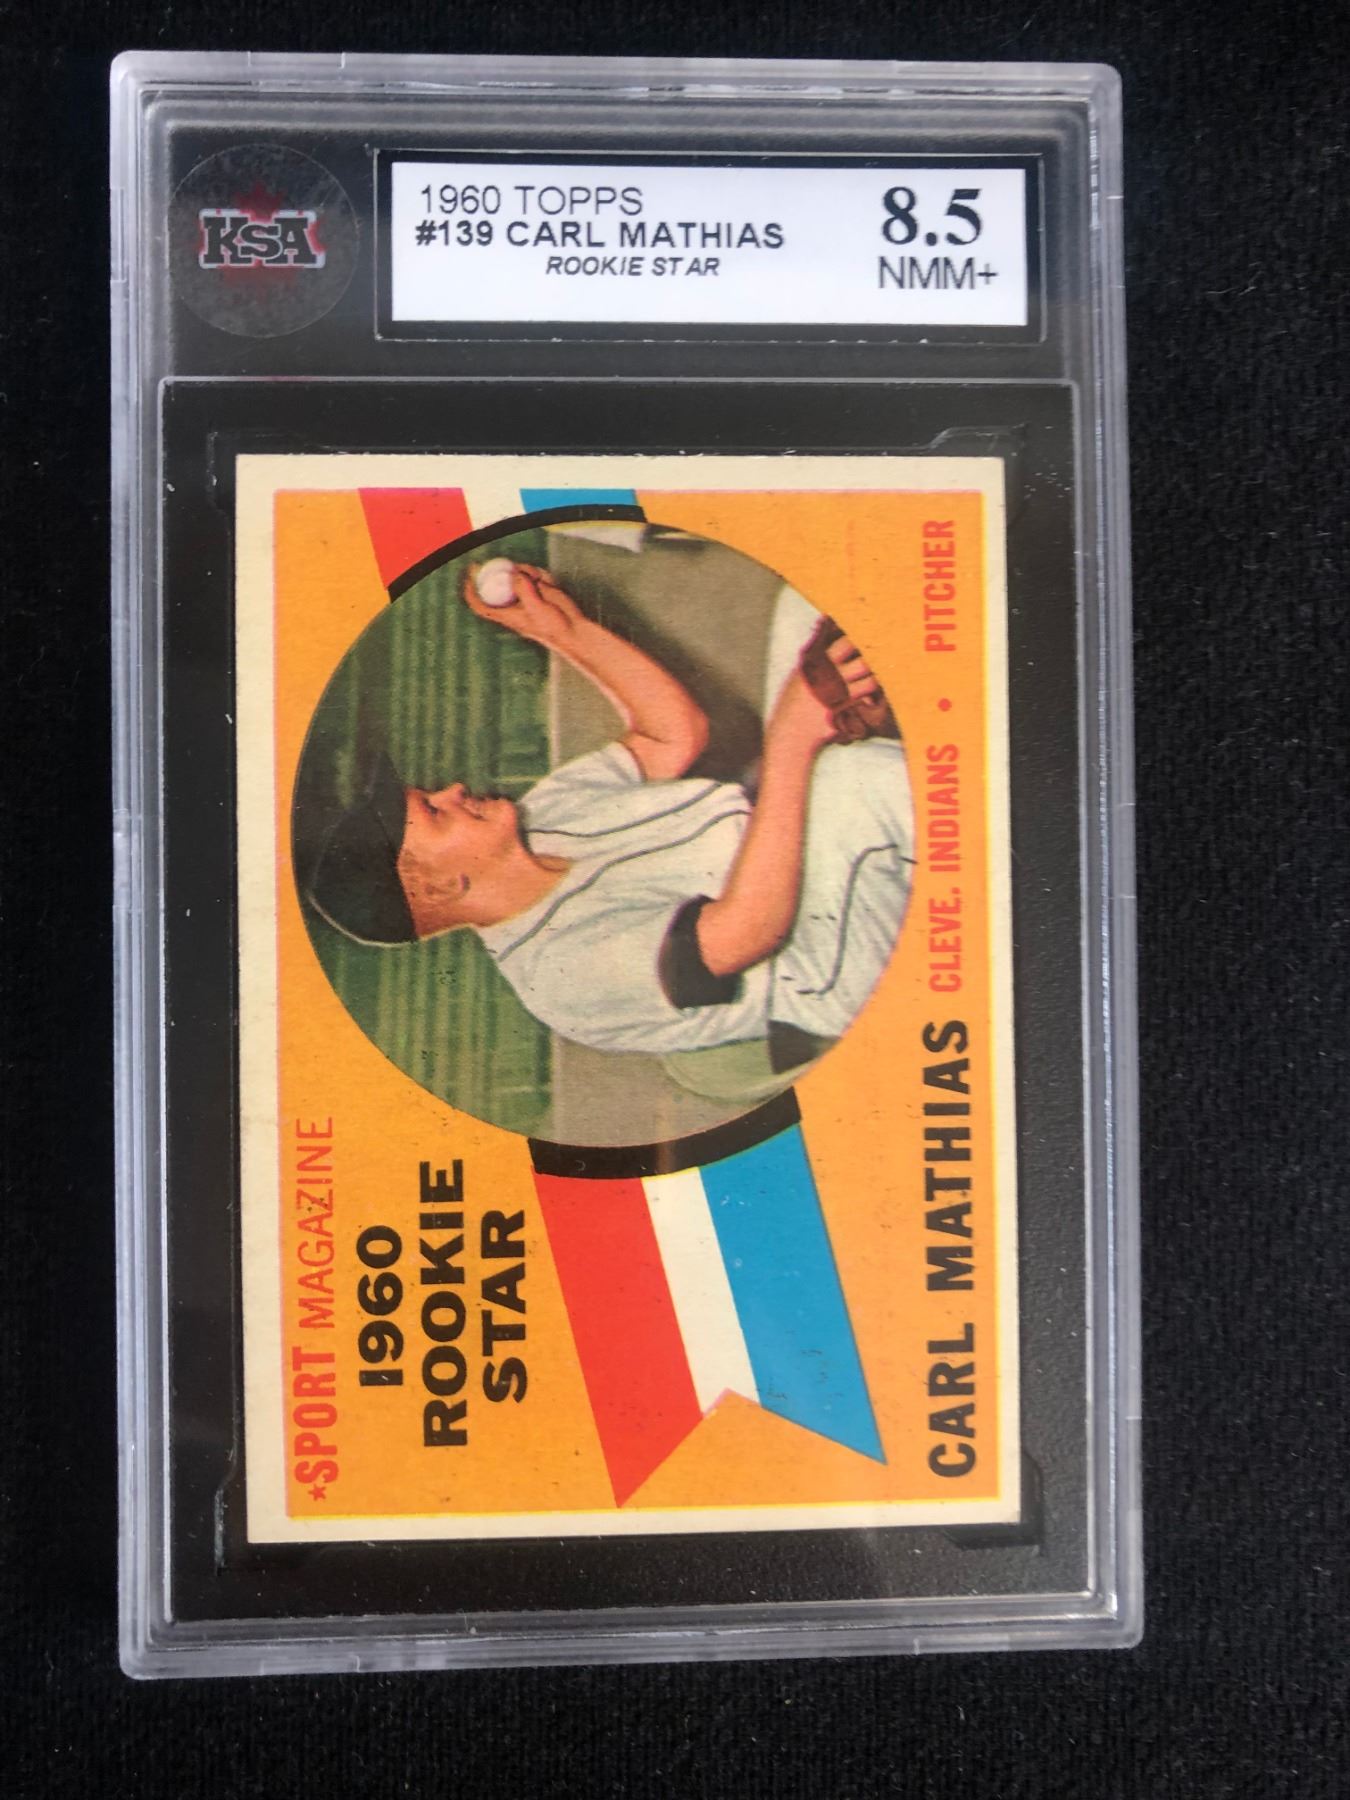 KSA
1960 TOPPS
#139 CARL MATHIAS
ROOKIE STAR
8.5
NMM+
★SPORT MAGAZINE
1960
ROOKIE
STAR
CARL MATHIAS CLEVE. INDIANS • PITCHER